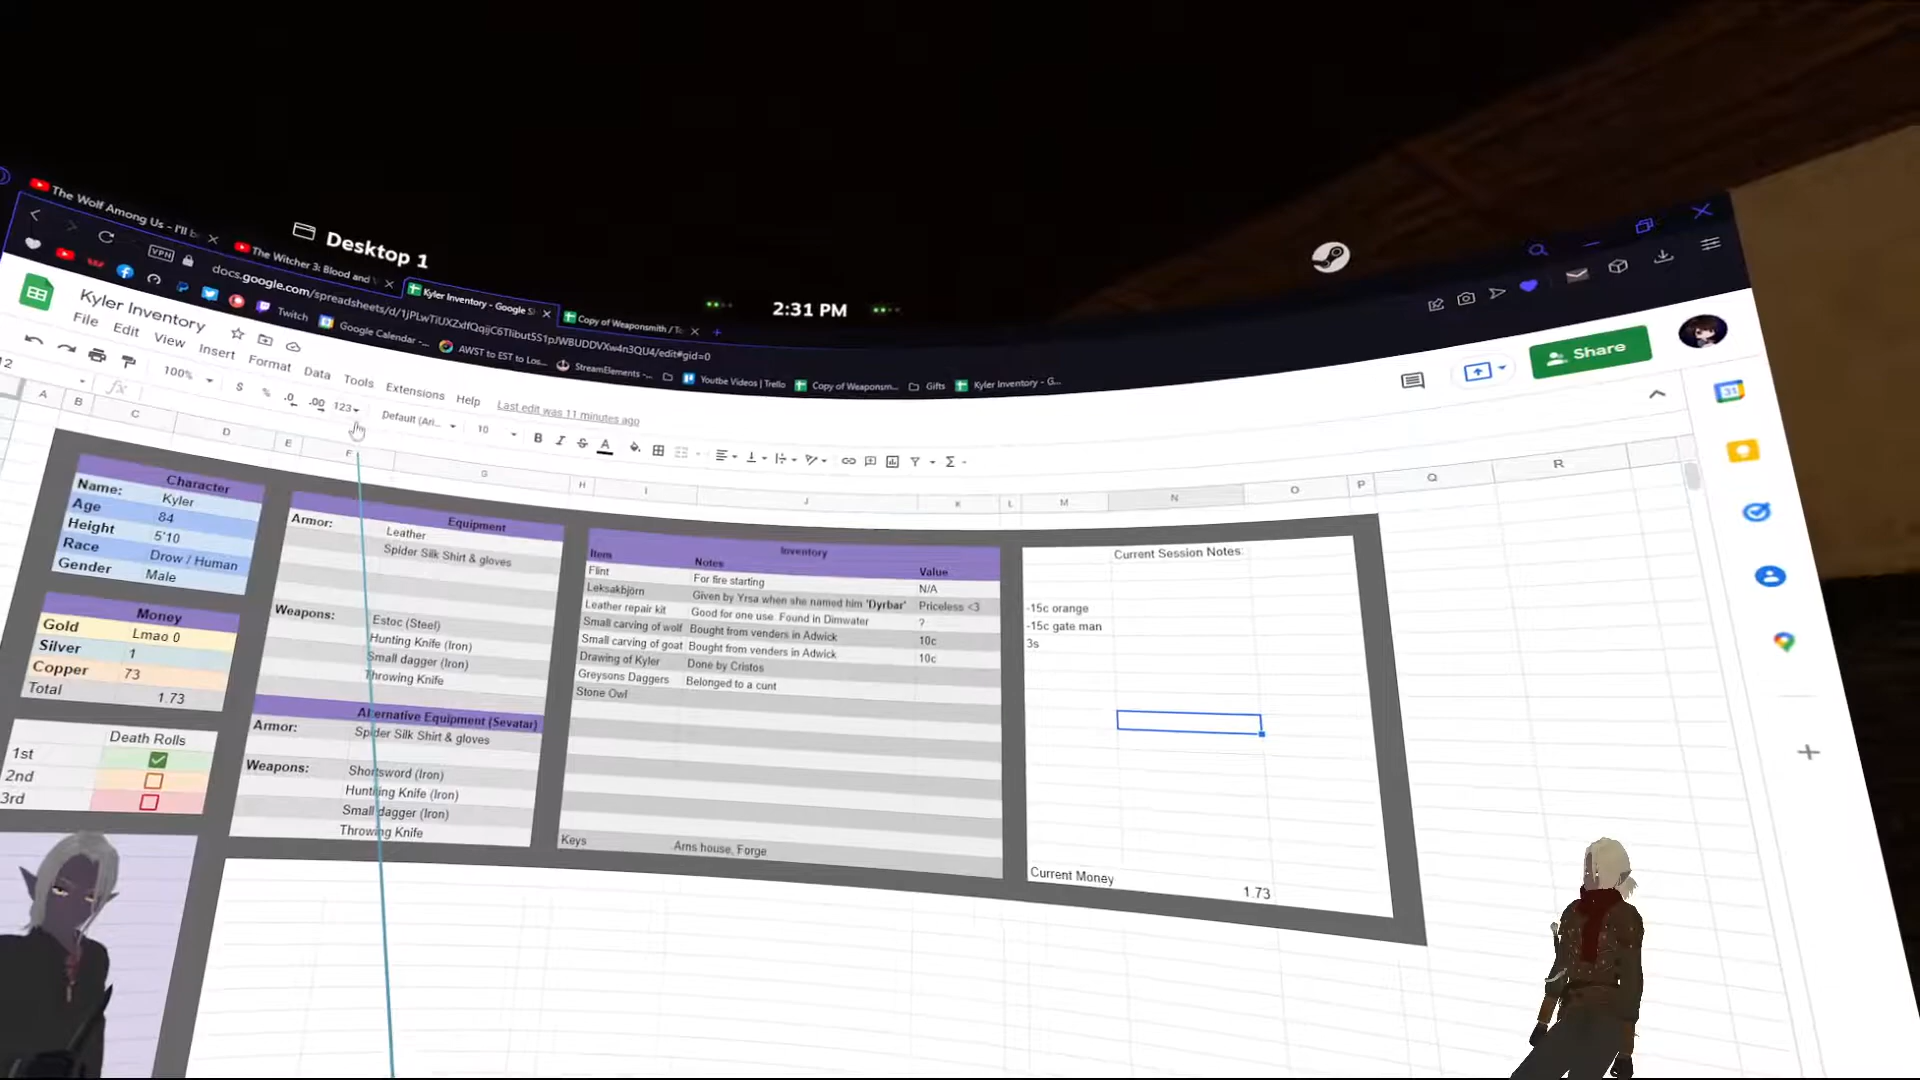 The Wolf Among Us - I'll b
The Witcher 3: Blood and
Kyler Inventory - Google S
Copy of Weaponsmith / To
Desktop 1
2:31 PM
VPN
docs.google.com/spreadsheets/d/1jPLwTiUXZxlfQqijC6TIibut5S1pJWBUDDVXw4n3QU4/edit#gid=0
Twitch
Google Calendar -...
AWST to EST to Los...
StreamElements -...
Youtbe Videos | Trello
Copy of Weaponsm...
Gifts
Kyler Inventory - G...
Kyler Inventory
File Edit View Insert Format Data Tools Extensions Help
Last edit was 11 minutes ago
Share
100% $ % .0 .00 123 Default (Ari... 10 B I S A
A B C D E F G H I J K L M N O P Q R
Character
Name: Kyler
Age 84
Height 5'10
Race Drow / Human
Gender Male
Money
Gold Lmao 0
Silver 1
Copper 73
Total 1.73
Death Rolls
1st
2nd
3rd
Equipment
Armor: Leather
Spider Silk Shirt & gloves
Weapons: Estoc (Steel)
Hunting Knife (Iron)
Small dagger (Iron)
Throwing Knife
Alternative Equipment (Sevatar)
Armor: Spider Silk Shirt & gloves
Weapons: Shortsword (Iron)
Huntiing Knife (Iron)
Small dagger (Iron)
Throwing Knife
Inventory
Item Notes Value
Flint For fire starting N/A
Leksakbjörn Given by Yrsa when she named him 'Dyrbar' Priceless <3
Leather repair kit Good for one use. Found in Dimwater ?
Small carving of wolf Bought from venders in Adwick 10c
Small carving of goat Bought from venders in Adwick 10c
Drawing of Kyler Done by Cristos
Greysons Daggers Belonged to a cunt
Stone Owl
Keys Arns house, Forge
Current Session Notes:
-15c orange
-15c gate man
3s
Current Money 1.73
31